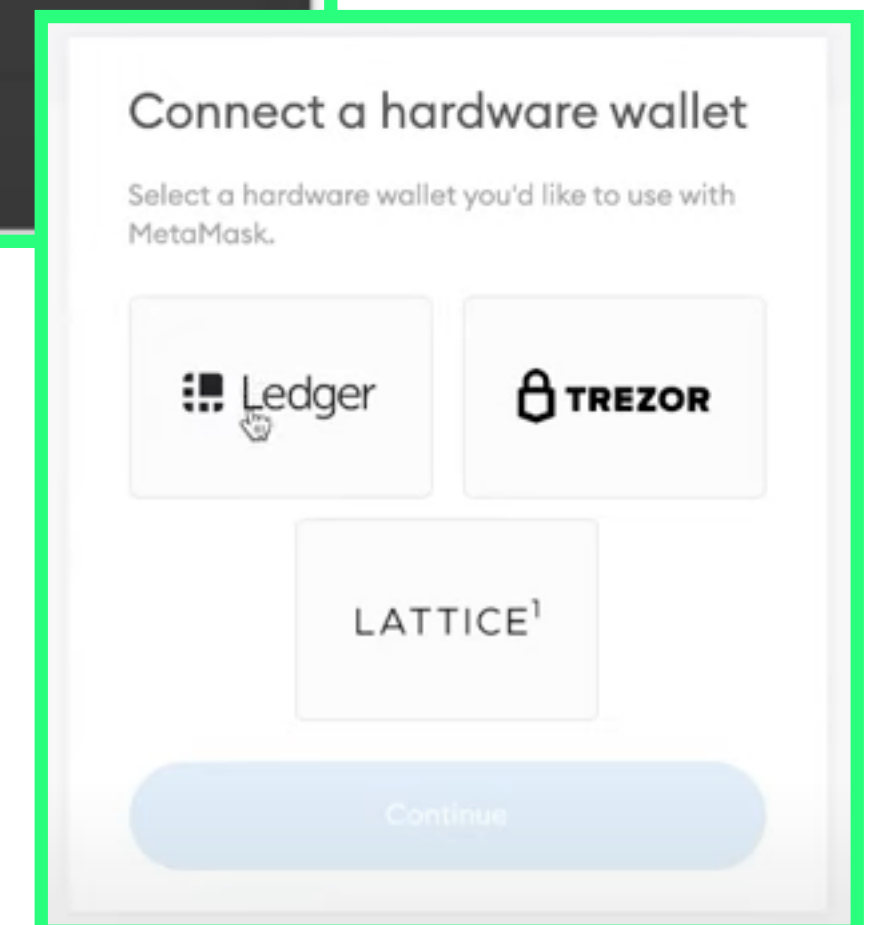 Connect a hardware wallet
Select a hardware wallet you'd like to use with
MetaMask.
Ledger
TREZOR
LATTICE¹
Continue